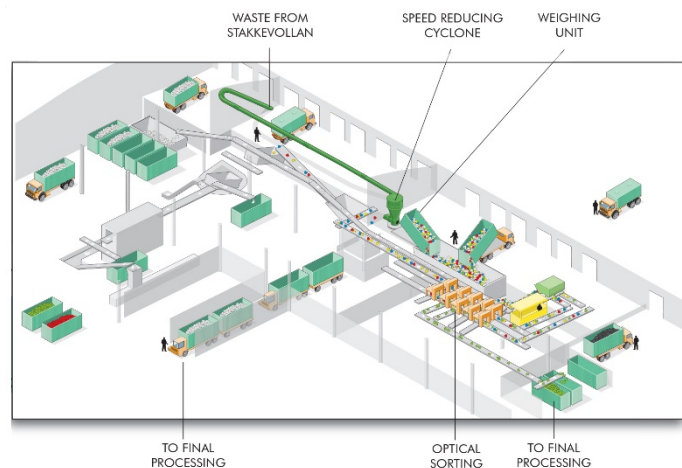 WASTE FROM
STAKKEVOLLAN
SPEED REDUCING
CYCLONE
WEIGHING
UNIT
TO FINAL
PROCESSING
OPTICAL
SORTING
TO FINAL
PROCESSING